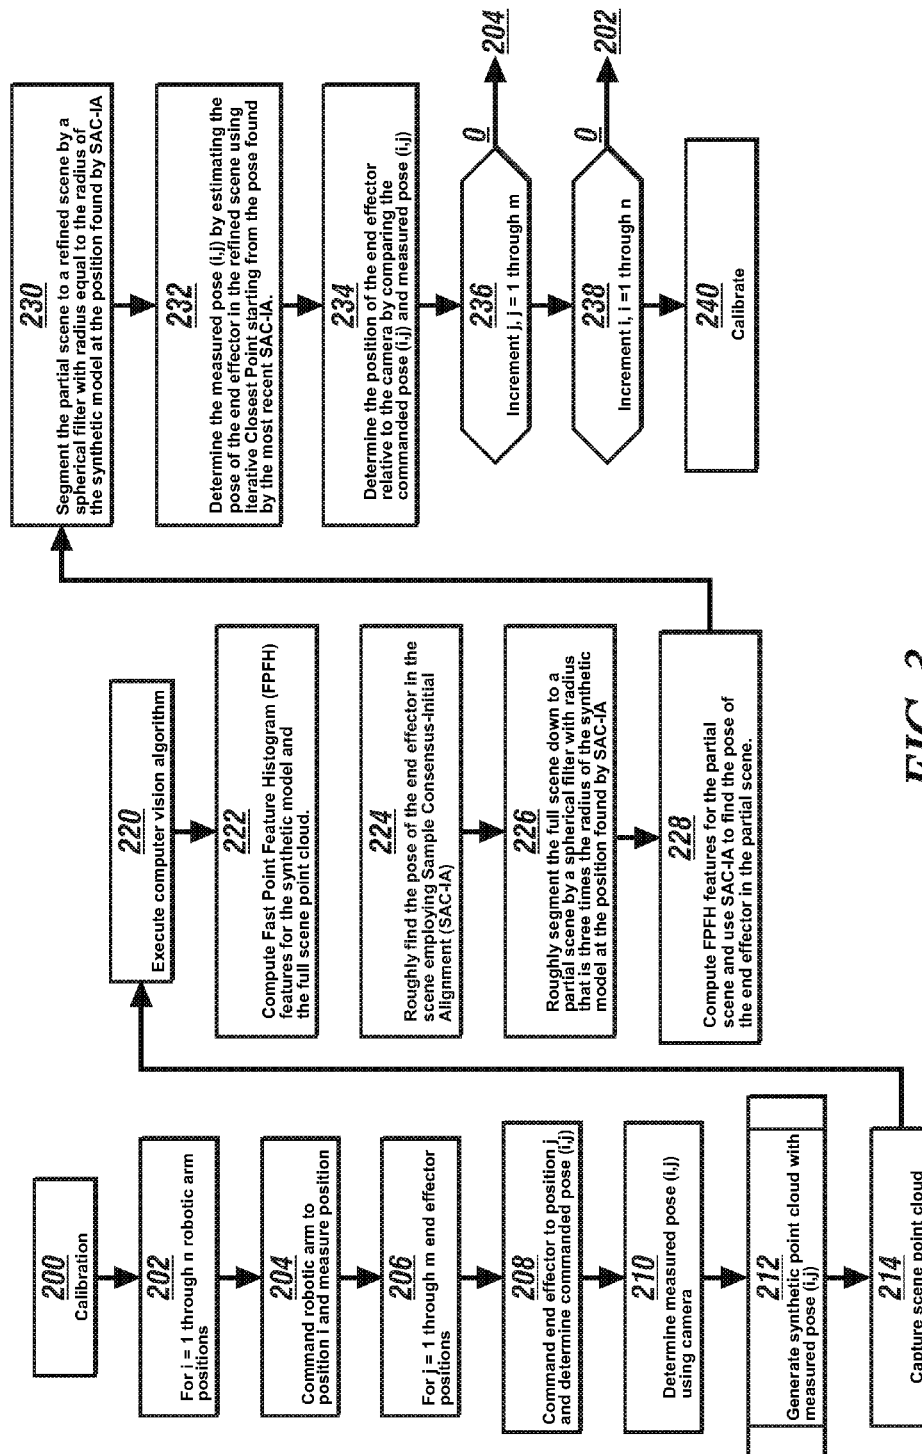 200
Calibration
202
For i = 1 through n robotic arm
positions
204
Command robotic arm to
position i and measure position
206
For j = 1 through m end effector
positions
208
Command end effector to position j
and determine commanded pose (i,j)
210
Determine measured pose (i,j)
using camera
212
Generate synthetic point cloud with
measured pose (i,j)
214
Capture scene point cloud
220
Execute computer vision algorithm
222
Compute Fast Point Feature Histogram (FPFH)
features for the synthetic model and
the full scene point cloud.
224
Roughly find the pose of the end effector in the
scene employing Sample Consensus-Initial
Alignment (SAC-IA)
226
Roughly segment the full scene down to a
partial scene by a spherical filter with radius
that is three times the radius of the synthetic
model at the position found by SAC-IA
228
Compute FPFH features for the partial
scene and use SAC-IA to find the pose of
the end effector in the partial scene.
230
Segment the partial scene to a refined scene by a
spherical filter with radius equal to the radius of
the synthetic model at the position found by SAC-IA
232
Determine the measured pose (i,j) by estimating the
pose of the end effector in the refined scene using
Iterative Closest Point starting from the pose found
by the most recent SAC-IA.
234
Determine the position of the end effector
relative to the camera by comparing the
commanded pose (i,j) and measured pose (i,j)
236
Increment j, j = 1 through m
0
204
238
Increment i, i =1 through n
0
202
240
Calibrate